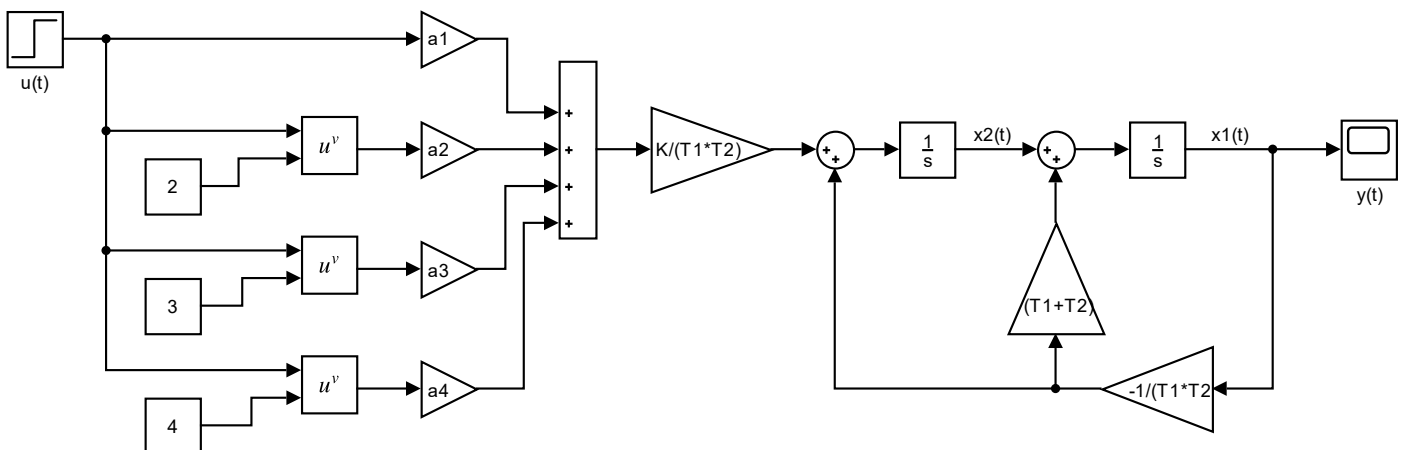 u(t)
a1
u^v
2
a2
u^v
3
a3
u^v
4
a4
+
+
+
+
K/(T1*T2)
+
+
1
s
x2(t)
+
+
1
s
x1(t)
y(t)
(T1+T2)
-1/(T1*T2